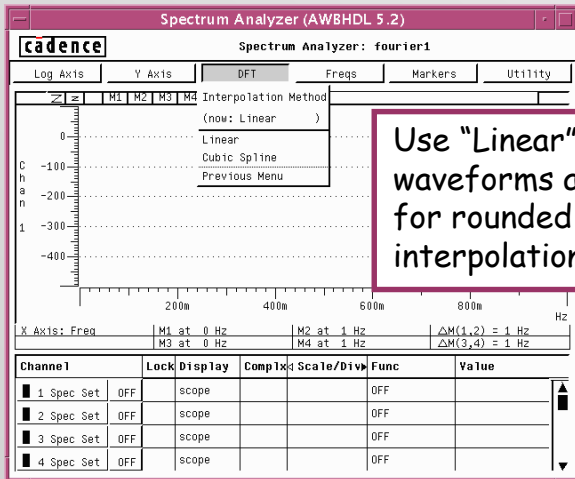 Spectrum Analyzer (AWBHDL 5.2)
cadence Spectrum Analyzer: fourier1
Log Axis Y Axis DFT Freqs Markers Utility
Z z M1 M2 M3 M4
Interpolation Method
(now: Linear )
Linear
Cubic Spline
Previous Menu
Use “Linear”
waveforms a
for rounded
interpolation
Chan 1
0
-100
-200
-300
-400
200m 400m 600m 800m
Hz
X Axis: Freq M1 at 0 Hz M2 at 1 Hz △M(1,2) = 1 Hz
M3 at 0 Hz M4 at 1 Hz △M(3,4) = 1 Hz
Channel Lock Display Complx Scale/Div Func Value
1 Spec Set OFF scope OFF
2 Spec Set OFF scope OFF
3 Spec Set OFF scope OFF
4 Spec Set OFF scope OFF